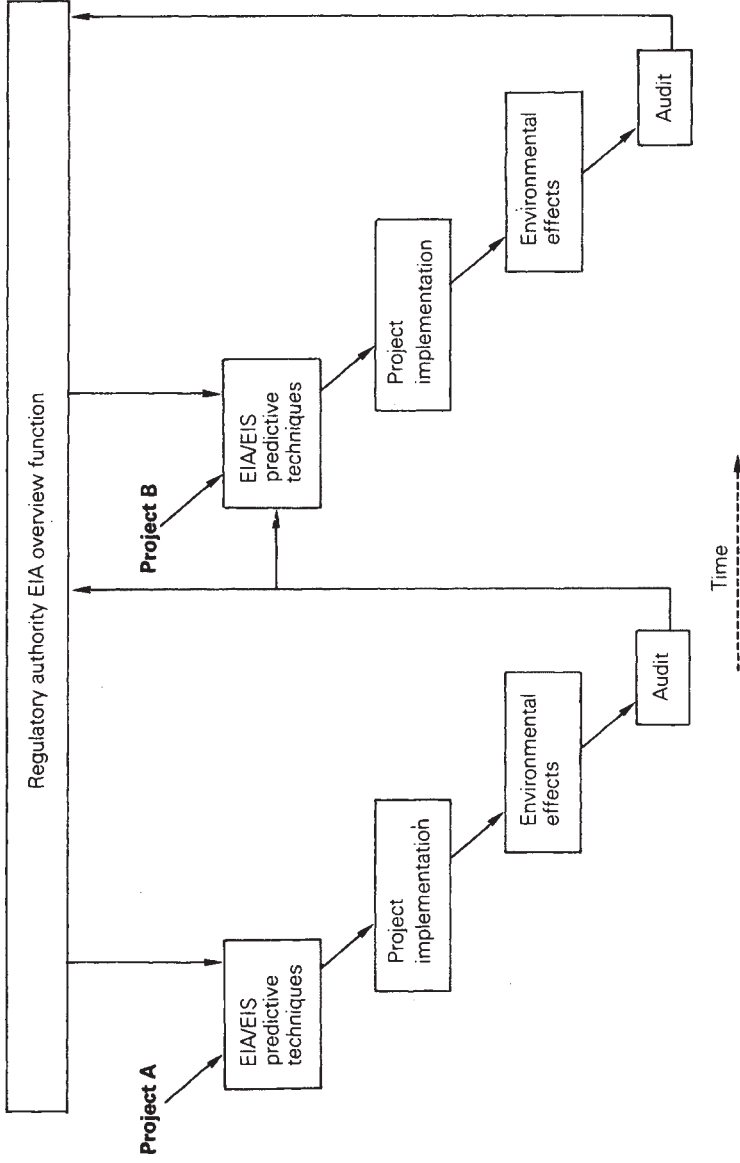 Regulatory authority EIA overview function
Project A
EIA/EIS
predictive
techniques
Project
implementation
Environmental
effects
Audit
Project B
EIA/EIS
predictive
techniques
Project
implementation
Environmental
effects
Audit
Time